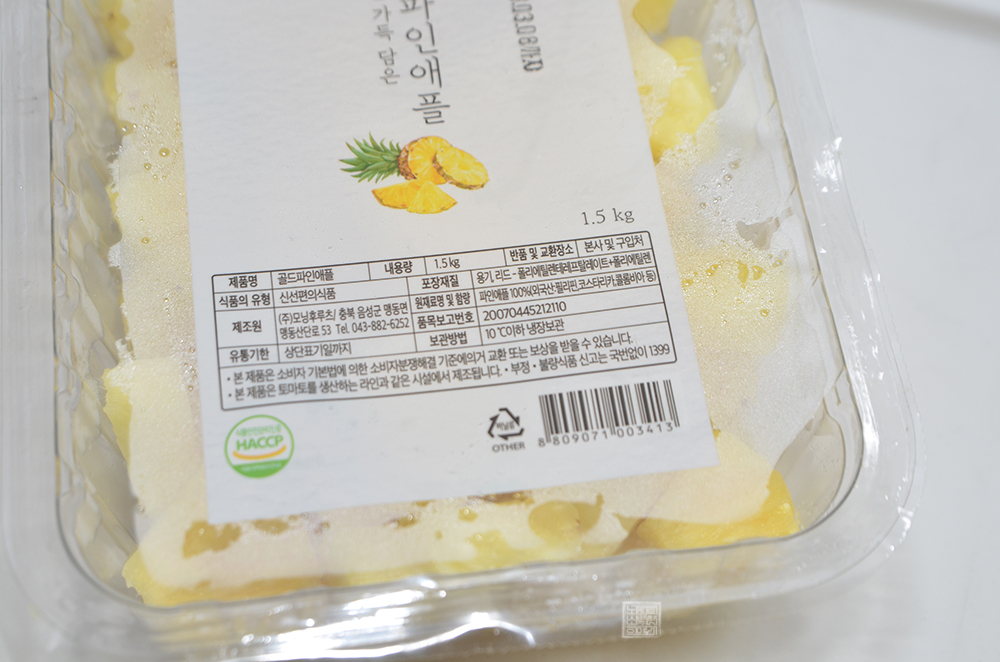 파인애플
가득 담은
.03.08까지
1.5 kg
제품명 골드파인애플 내용량 1.5kg 반품 및 교환장소 본사 및 구입처
식품의 유형 신선편의식품 포장재질 용기, 리드 - 폴리에틸렌테레프탈레이트+폴리에틸렌
제조원 (주)모닝후루츠/ 충북 음성군 맹동면 원재료명 및 함량 파인애플 100%(외국산:필리핀,코스타리카,콜롬비아 등)
맹동산단로 53 Tel. 043-882-6252 품목보고번호 20070445212110
유통기한 상단표기일까지 보관방법 10℃이하 냉장보관
• 본 제품은 소비자 기본법에 의한 소비자분쟁해결 기준에의거 교환 또는 보상을 받을 수 있습니다.
• 본 제품은 토마토를 생산하는 라인과 같은 시설에서 제조됩니다. • 부정 • 불량식품 신고는 국번없이 1399
HACCP
비닐류
OTHER
8 809071 003413